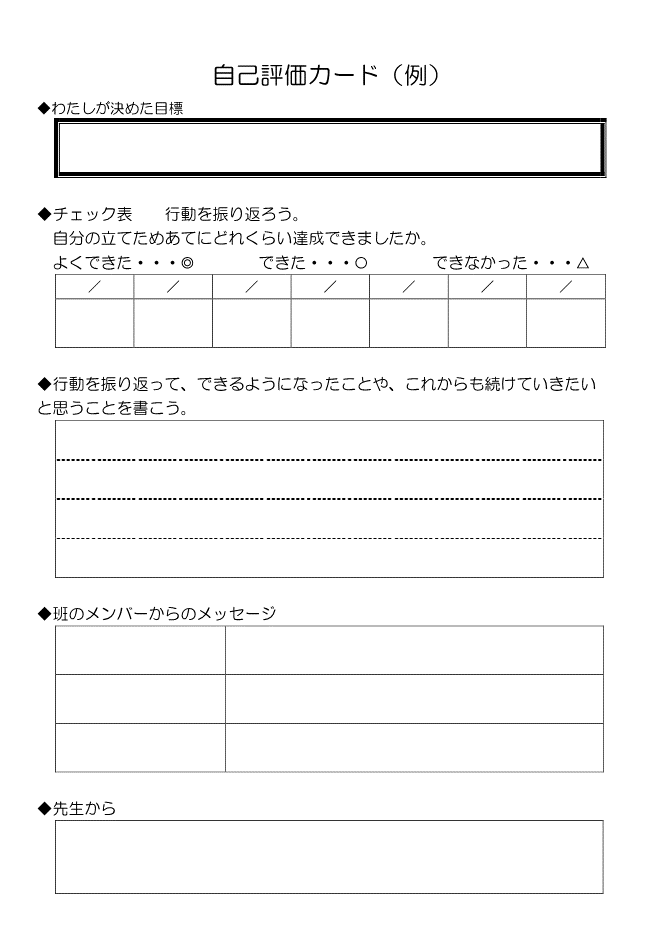 自己評価カード（例）
◆わたしが決めた目標
◆チェック表　　行動を振り返ろう。
自分の立てためあてにどれくらい達成できましたか。
よくできた・・・◎　　　　できた・・・○　　　　できなかった・・・△
／　／　／　／　／　／　／
◆行動を振り返って、できるようになったことや、これからも続けていきたい
と思うことを書こう。
◆班のメンバーからのメッセージ
◆先生から